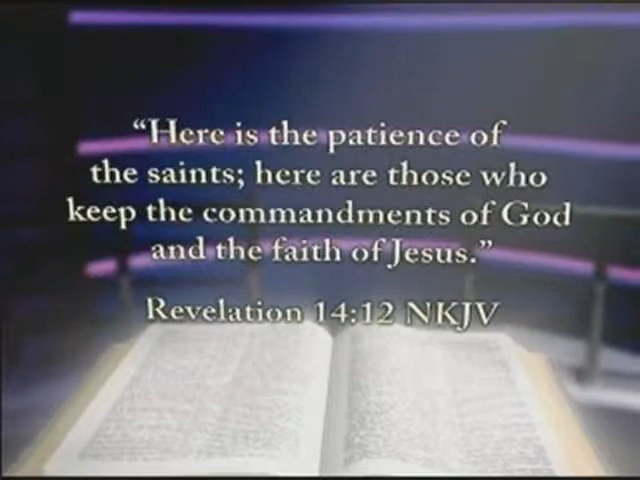 “Here is the patience of
the saints; here are those who
keep the commandments of God
and the faith of Jesus.”
Revelation 14:12 NKJV